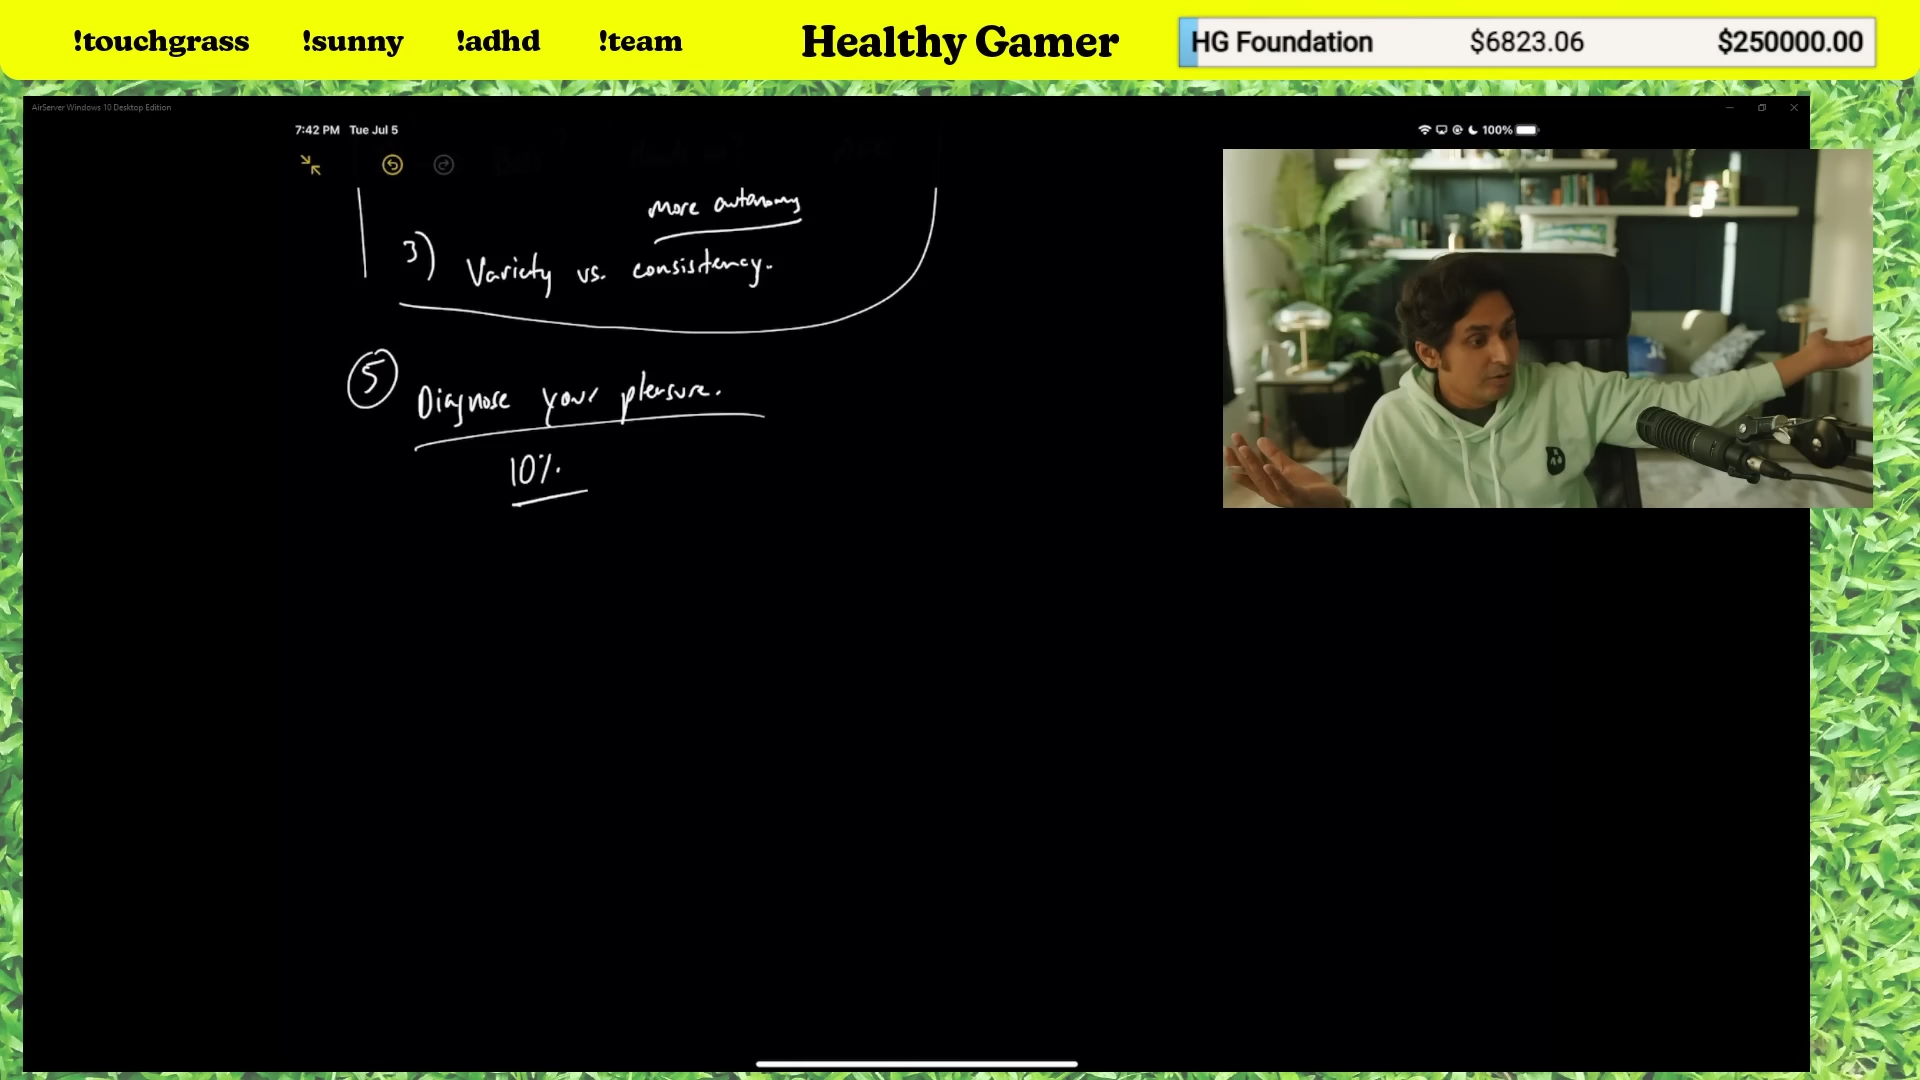 !touchgrass !sunny !adhd !team Healthy Gamer HG Foundation $6823.06 $250000.00
AirServer Windows 10 Desktop Edition
7:42 PM Tue Jul 5 100%
More autonomy
3) Variety vs. consistency.
5 Diagnose your pleasure.
10%